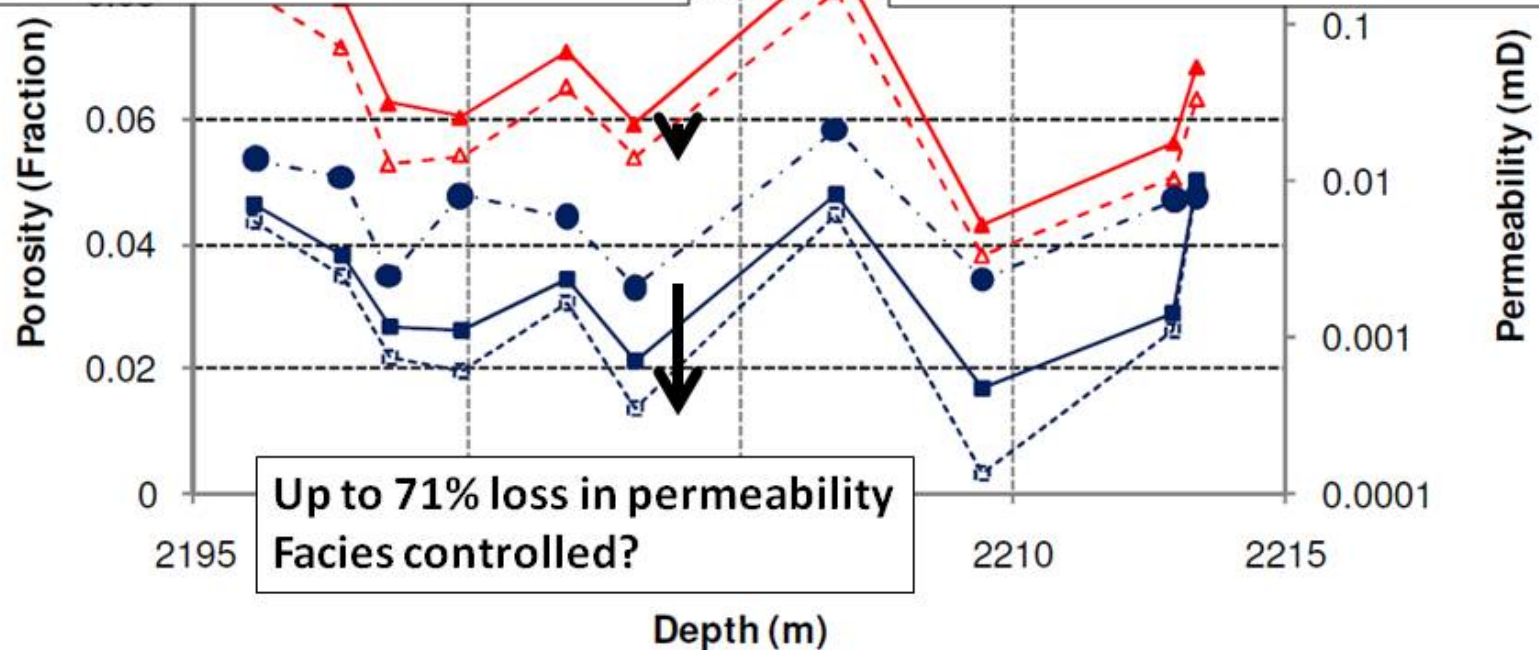 Porosity (Fraction)
0.06
0.04
0.02
0
0.1
0.01
0.001
0.0001
Permeability (mD)
Up to 71% loss in permeability
Facies controlled?
2195
2210
2215
Depth (m)